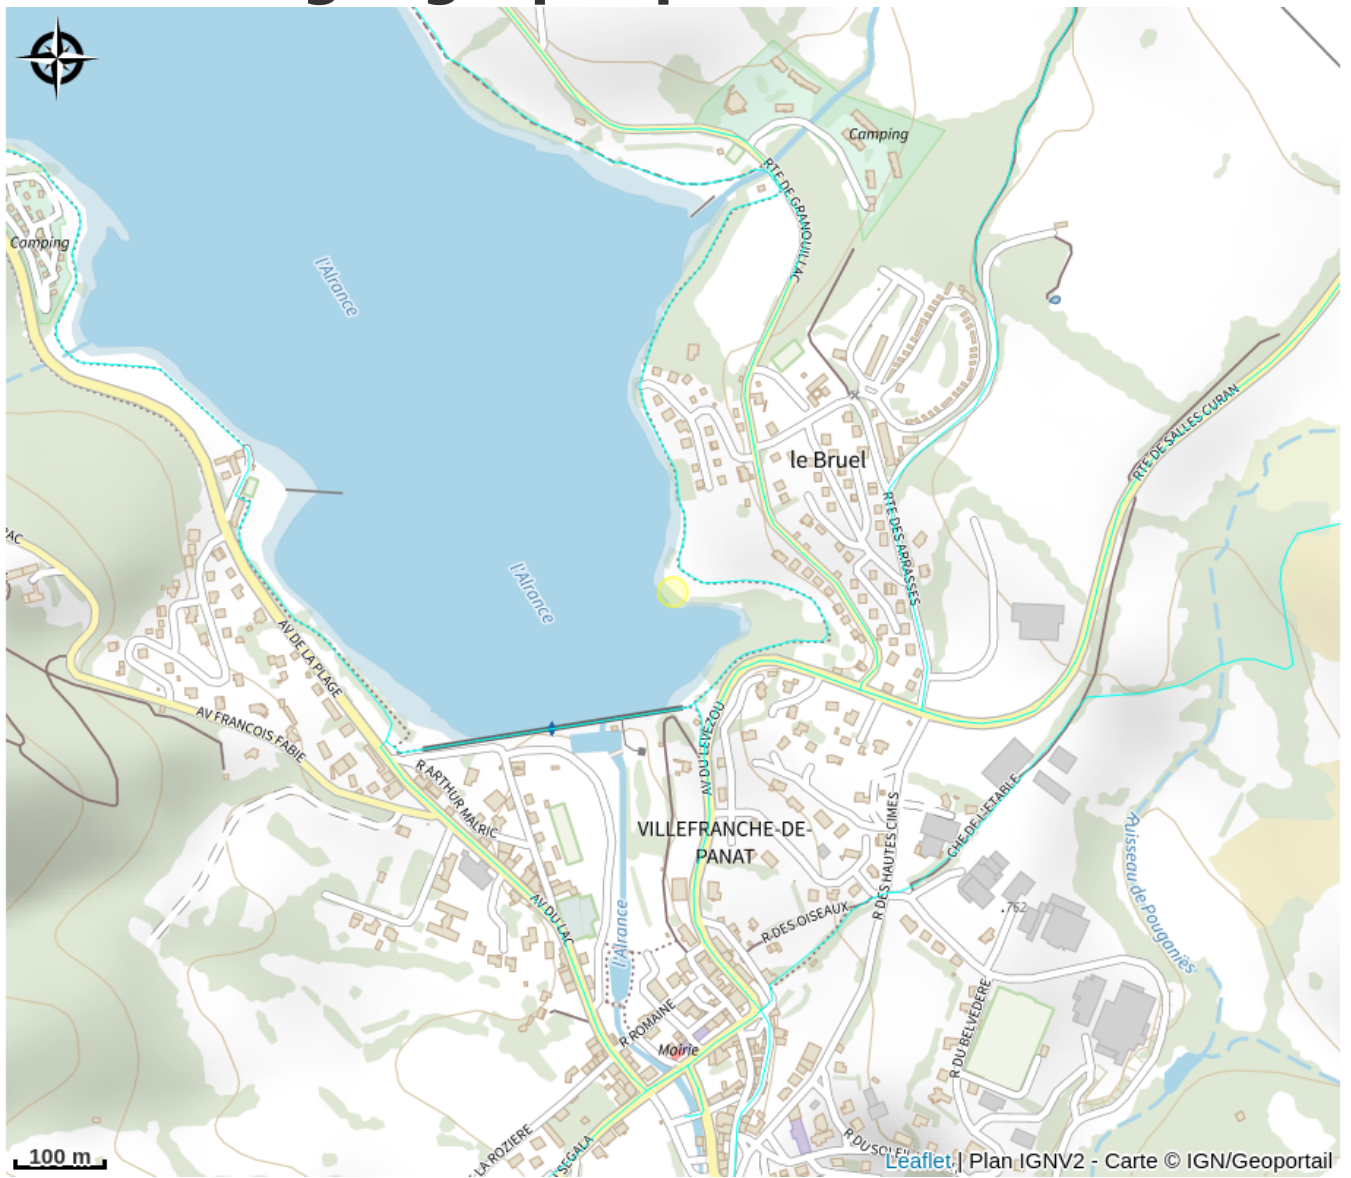 Camping
RTE DE GRANOUILLAC
Camping
l'Alrance
RTE DE SALLES CURAN
le Bruel
RTE DES ARRASSES
l'Alrance
AV DE LA PLAGE
AV FRANCOIS FABIE
AV DU LEVEZOU
R ARTHUR MALRIC
CHE DE L'ETABLE
VILLEFRANCHE-DE-
PANAT
R DES HAUTES CIMES
Ruisseau de Pouganiès
AV DU LAC
R DES OISEAUX
.762
l'Alrance
R ROMAINE
R DU BELVEDERE
Mairie
LA ROZIERE
SEGALA
100 m
Leaflet | Plan IGNV2 - Carte © IGN/Geoportail